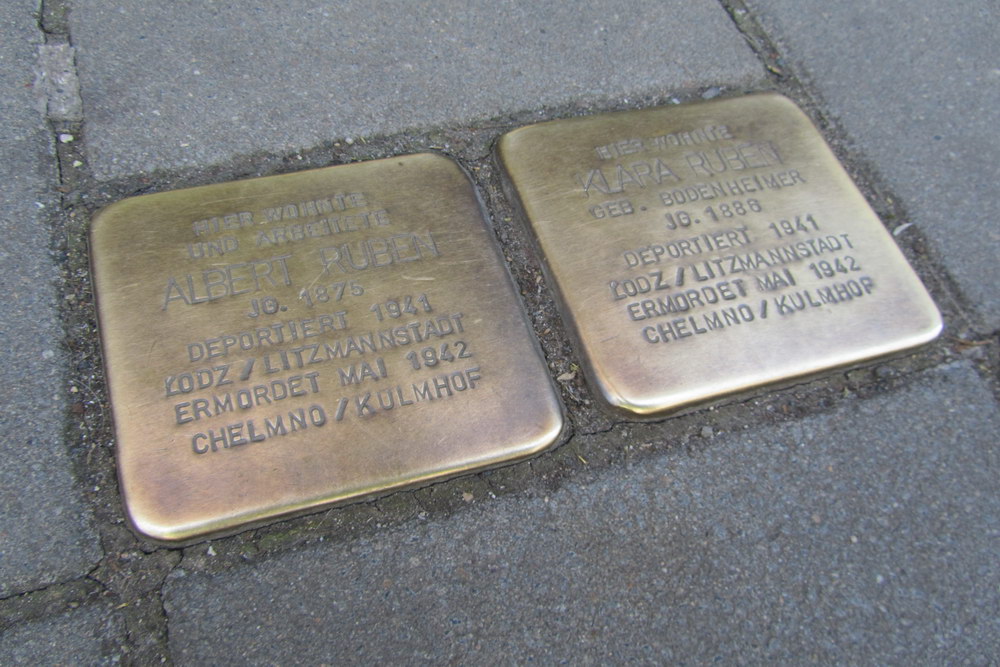 HIER WOHNTE
UND ARBEITETE
ALBERT RUBEN
JG. 1875
DEPORTIERT 1941
ŁODZ / LITZMANNSTADT
ERMORDET MAI 1942
CHELMNO / KULMHOF
HIER WOHNTE
KLARA RUBEN
GEB. BODENHEIMER
JG. 1886
DEPORTIERT 1941
ŁODZ / LITZMANNSTADT
ERMORDET MAI 1942
CHELMNO / KULMHOF